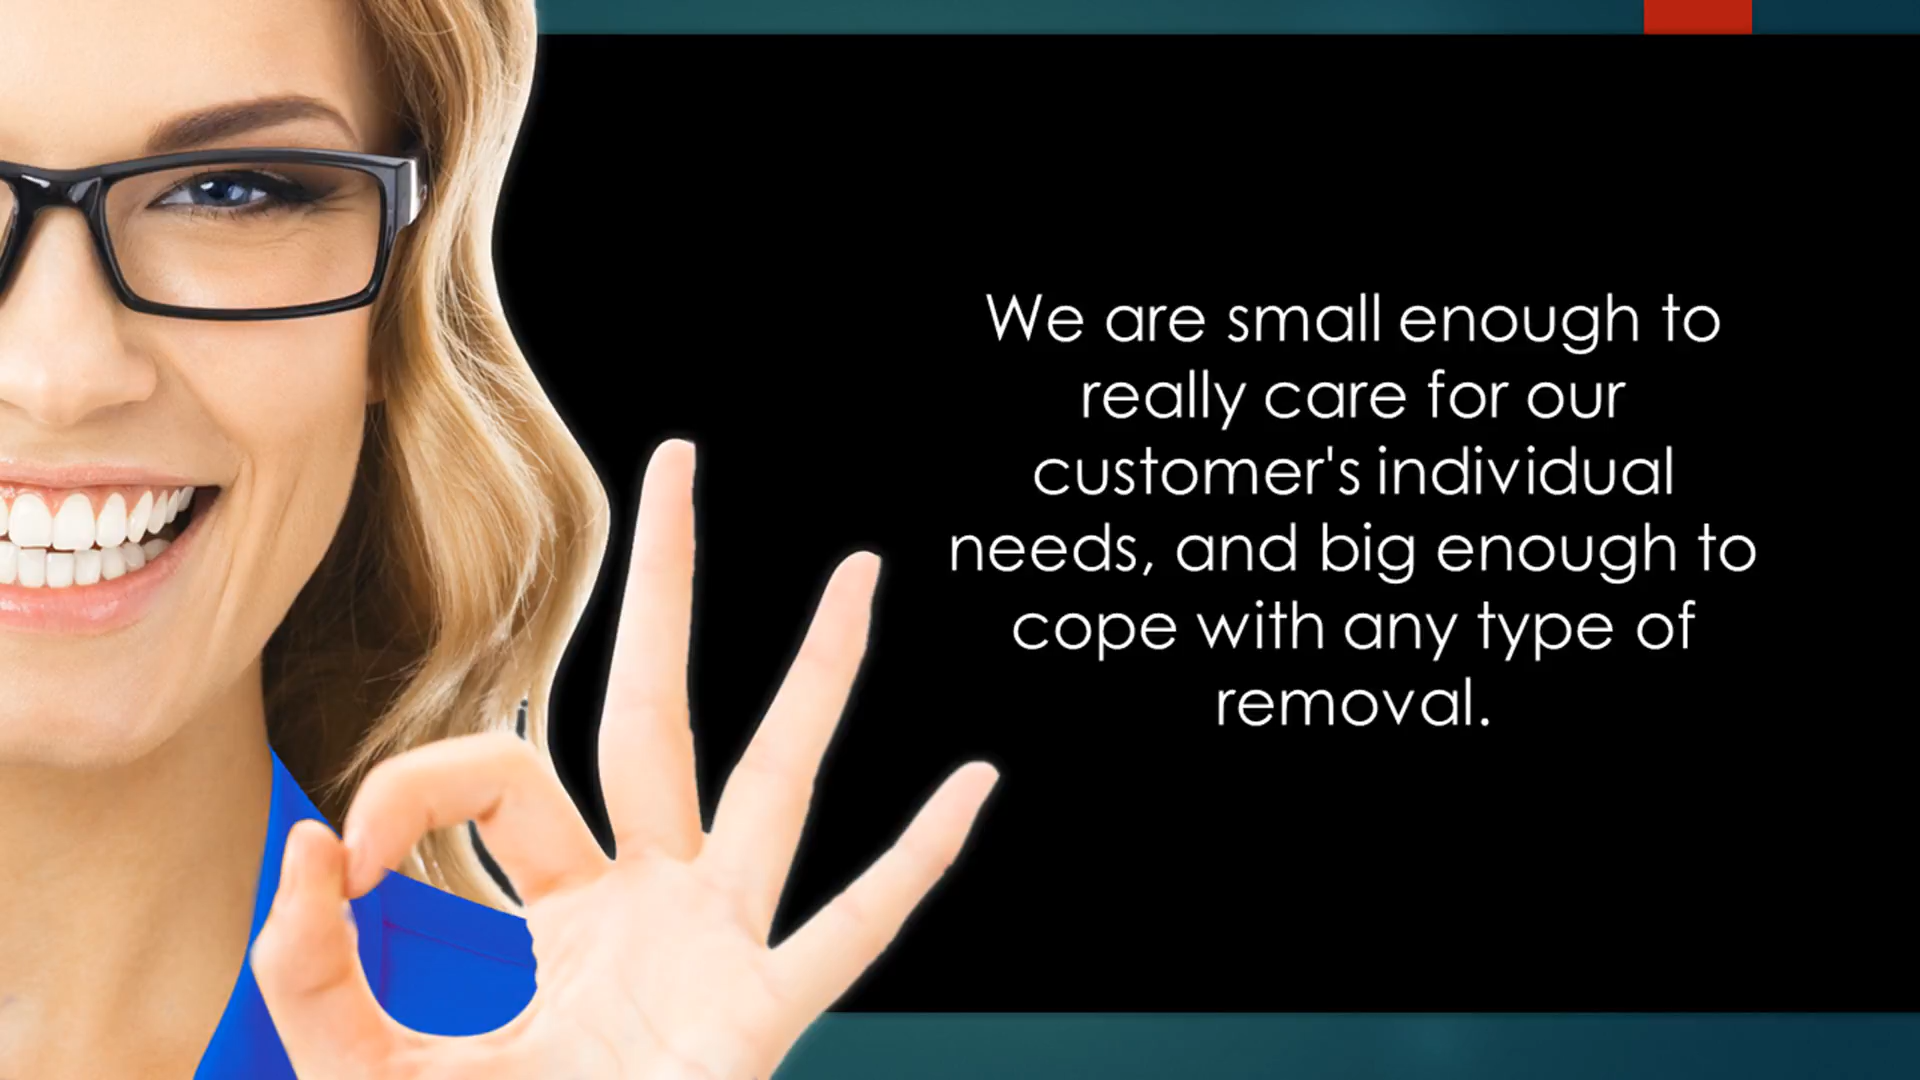 We are small enough to
really care for our
customer's individual
needs, and big enough to
cope with any type of
removal.